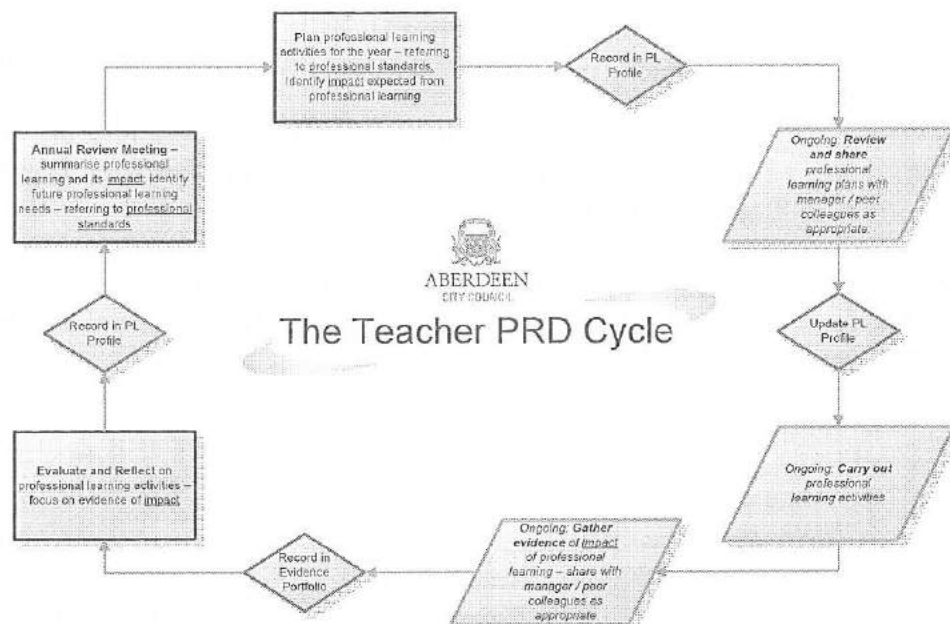 Plan professional learning
activities for the year – referring
to professional standards,
Identify impact expected from
professional learning
Record in PL
Profile
Ongoing: Review
and share
professional
learning plans with
manager / peer
colleagues as
appropriate.
Update PL
Profile
Ongoing: Carry out
professional
learning activities
Ongoing: Gather
evidence of impact
of professional
learning – share with
manager / peer
colleagues as
appropriate
Record in
Evidence
Portfolio
Evaluate and Reflect on
professional learning activities –
focus on evidence of impact
Record in PL
Profile
Annual Review Meeting –
summarise professional
learning and its impact; identify
future professional learning
needs – referring to professional
standards
ABERDEEN
CITY COUNCIL
The Teacher PRD Cycle